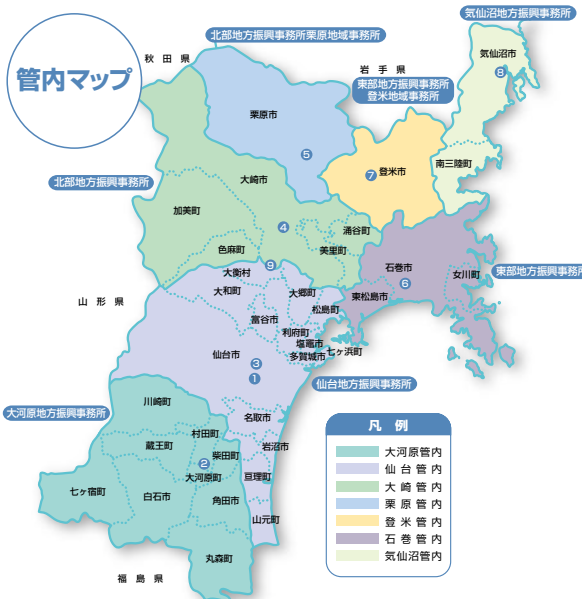 気仙沼地方振興事務所
北部地方振興事務所栗原地域事務所
管内マップ
秋田県
岩手県
気仙沼市
⑧
東部地方振興事務所
登米地域事務所
栗原市
⑤
南三陸町
⑦
登米市
北部地方振興事務所
大崎市
加美町
④
涌谷町
色麻町
美里町
⑨
大衡村
石巻市
女川町
東部地方振興事務所
⑥
山形県
大和町
大郷町
松島町
東松島市
富谷市
利府町
塩竈市
七ヶ浜町
多賀城市
仙台市
③
①
仙台地方振興事務所
川崎町
大河原地方振興事務所
名取市
村田町
岩沼市
蔵王町
柴田町
②
大河原町
亘理町
七ヶ宿町
白石市
角田市
山元町
丸森町
福島県
凡例
大河原管内
仙台管内
大崎管内
栗原管内
登米管内
石巻管内
気仙沼管内